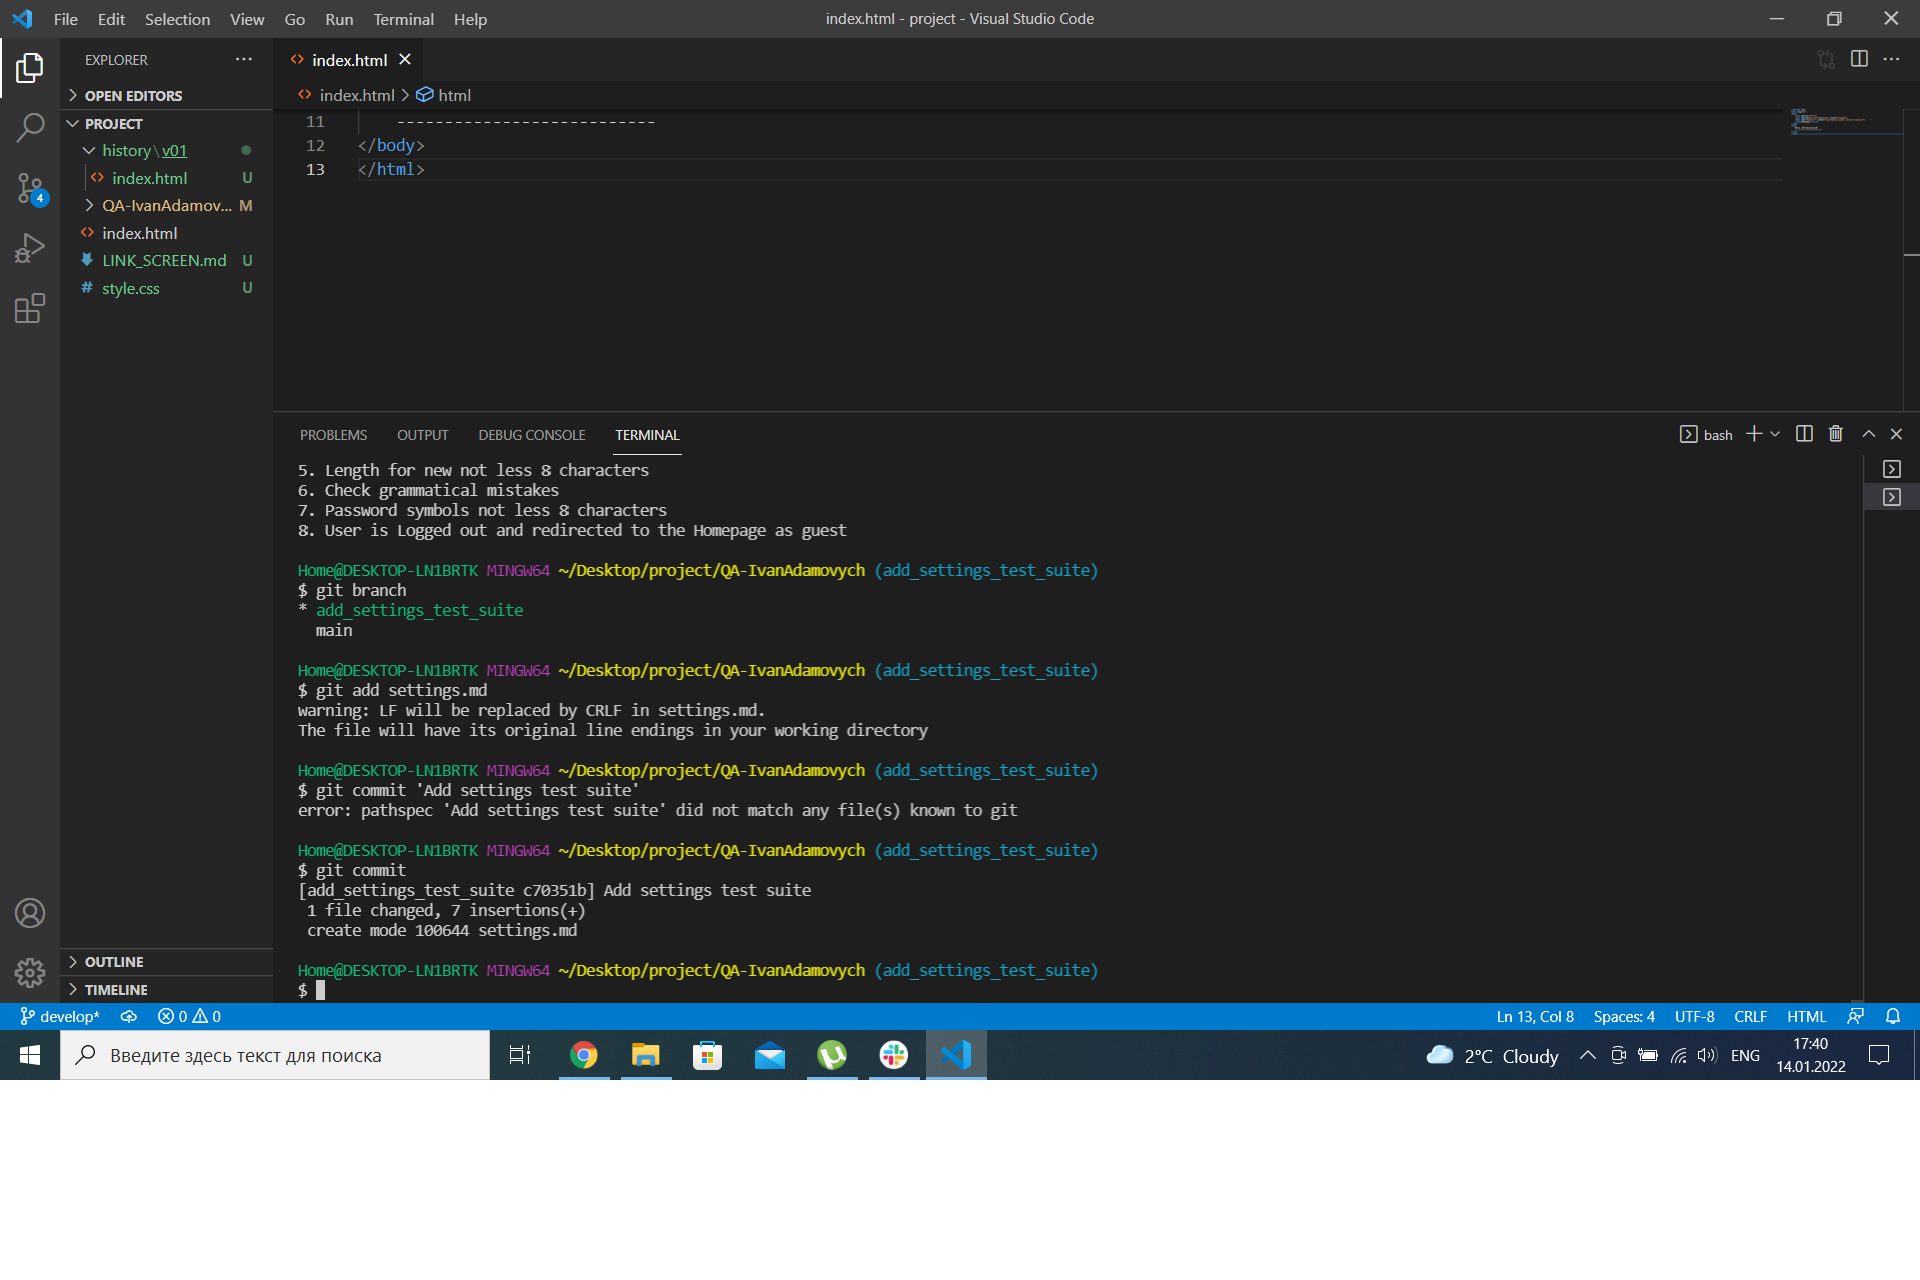 File Edit Selection View Go Run Terminal Help
index.html - project - Visual Studio Code
EXPLORER
OPEN EDITORS
PROJECT
history\v01
index.html U
QA-IvanAdamov... M
index.html
LINK_SCREEN.md U
style.css U
4
OUTLINE
TIMELINE
index.html
index.html > html
11 ---------------------------
12 </body>
13 </html>
PROBLEMS OUTPUT DEBUG CONSOLE TERMINAL
bash
5. Length for new not less 8 characters
6. Check grammatical mistakes
7. Password symbols not less 8 characters
8. User is Logged out and redirected to the Homepage as guest
Home@DESKTOP-LN1BRTK MINGW64 ~/Desktop/project/QA-IvanAdamovych (add_settings_test_suite)
$ git branch
* add_settings_test_suite
main
Home@DESKTOP-LN1BRTK MINGW64 ~/Desktop/project/QA-IvanAdamovych (add_settings_test_suite)
$ git add settings.md
warning: LF will be replaced by CRLF in settings.md.
The file will have its original line endings in your working directory
Home@DESKTOP-LN1BRTK MINGW64 ~/Desktop/project/QA-IvanAdamovych (add_settings_test_suite)
$ git commit 'Add settings test suite'
error: pathspec 'Add settings test suite' did not match any file(s) known to git
Home@DESKTOP-LN1BRTK MINGW64 ~/Desktop/project/QA-IvanAdamovych (add_settings_test_suite)
$ git commit
[add_settings_test_suite c70351b] Add settings test suite
1 file changed, 7 insertions(+)
create mode 100644 settings.md
Home@DESKTOP-LN1BRTK MINGW64 ~/Desktop/project/QA-IvanAdamovych (add_settings_test_suite)
$
develop* 0 0
Ln 13, Col 8 Spaces: 4 UTF-8 CRLF HTML
Введите здесь текст для поиска
2°C Cloudy
ENG
17:40
14.01.2022